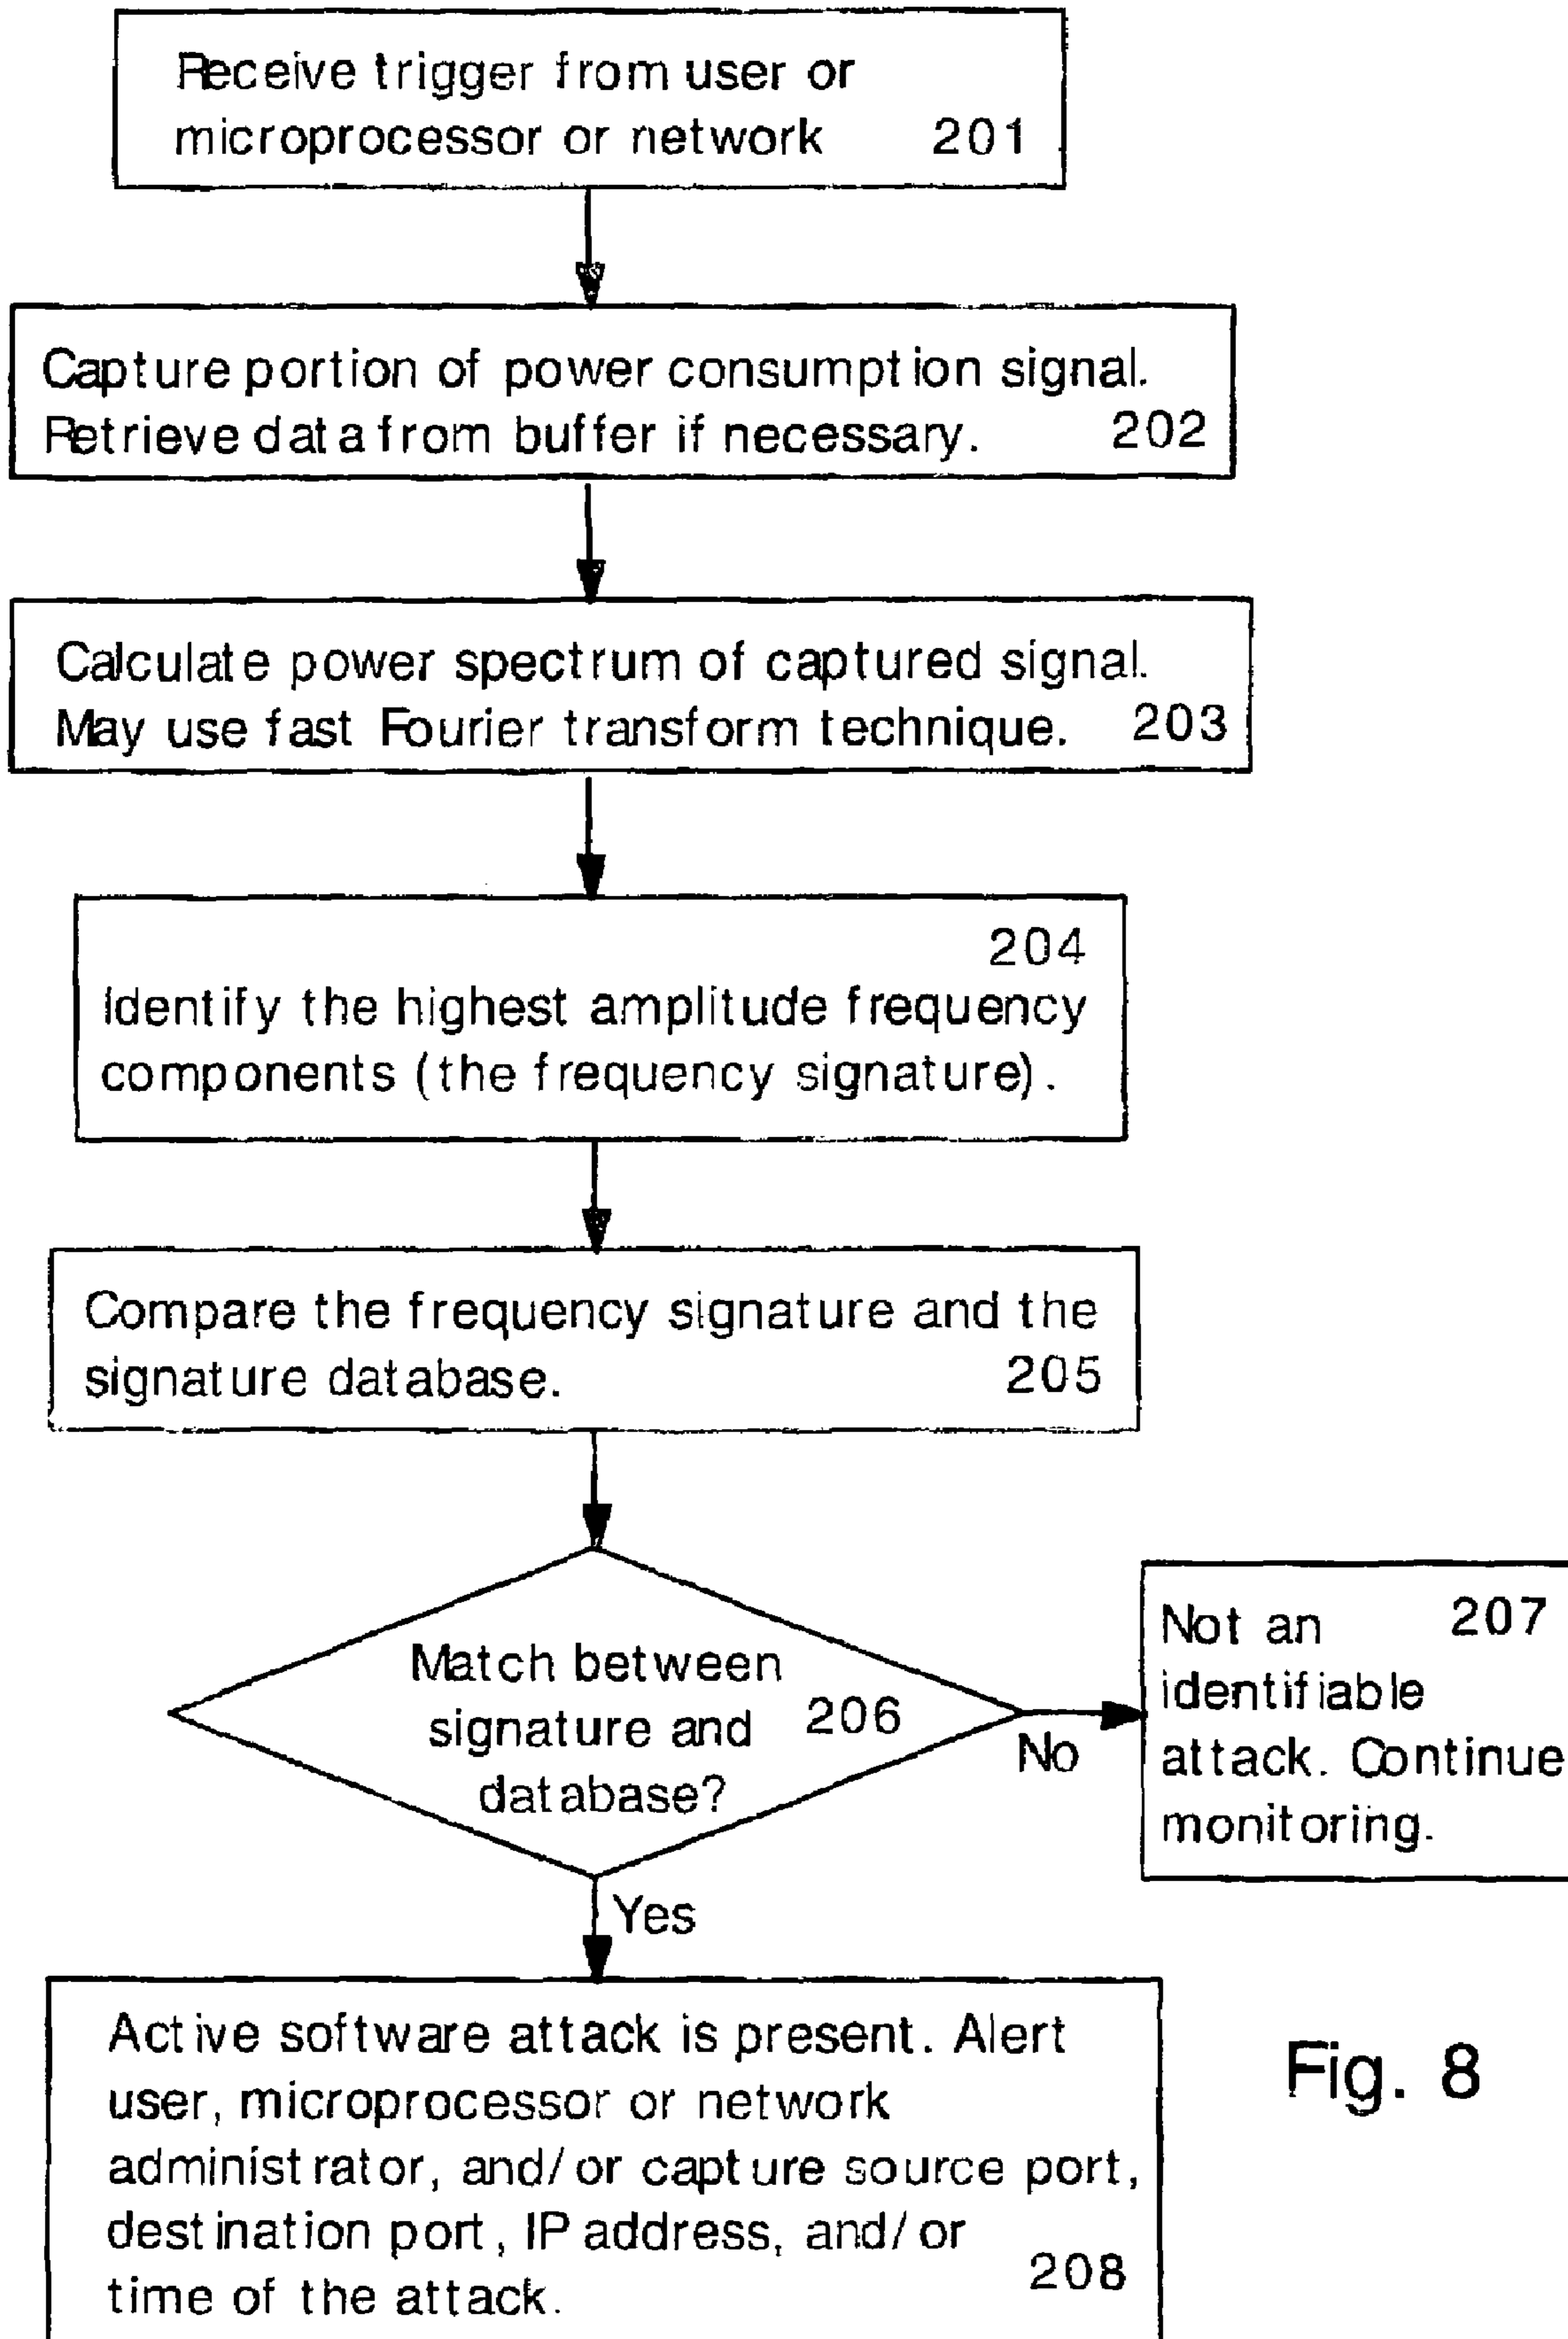 Receive trigger from user or
microprocessor or network 201
Capture portion of power consumption signal.
Retrieve data from buffer if necessary. 202
Calculate power spectrum of captured signal.
May use fast Fourier transform technique. 203
204
Identify the highest amplitude frequency
components (the frequency signature).
Compare the frequency signature and the
signature database. 205
Match between
signature and 206
database?
No
Not an 207
identifiable
attack. Continue
monitoring.
Yes
Active software attack is present. Alert
user, microprocessor or network
administrator, and/or capture source port,
destination port, IP address, and/or
time of the attack. 208
Fig. 8